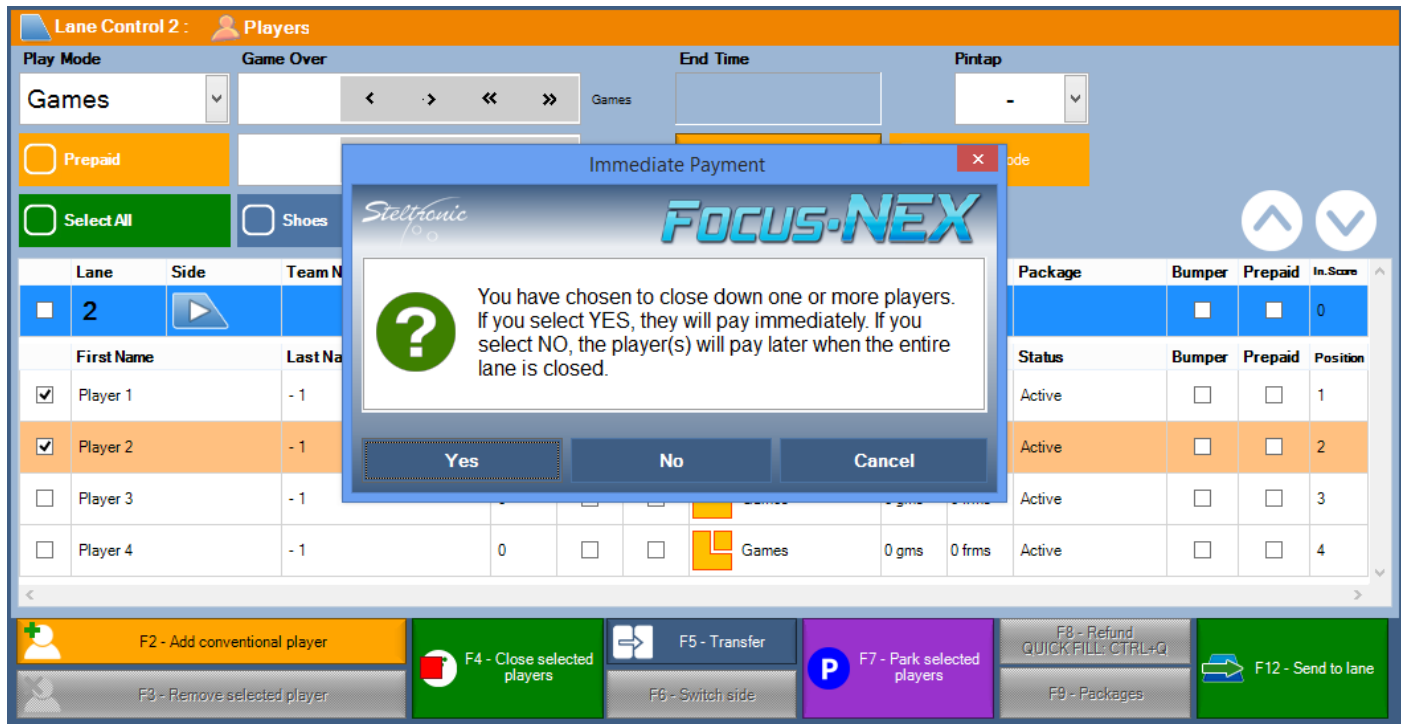 Lane Control 2 : Players
Play Mode Game Over End Time Pintap
Games < > << >> Games -
Prepaid
Select All Shoes
Immediate Payment
Steltronic FOCUS•NEX
You have chosen to close down one or more players.
If you select YES, they will pay immediately. If you
select NO, the player(s) will pay later when the entire
lane is closed.
Yes No Cancel
Lane Side Team N Package Bumper Prepaid In.Score
2 0
First Name Last Na Status Bumper Prepaid Position
Player 1 - 1 Active 1
Player 2 - 1 Active 2
Player 3 - 1 Active 3
Player 4 - 1 0 Games 0 gms 0 frms Active 4
F2 - Add conventional player
F3 - Remove selected player
F4 - Close selected
players
F5 - Transfer
F6 - Switch side
P
F7 - Park selected
players
F8 - Refund
QUICK FILL: CTRL+Q
F9 - Packages
F12 - Send to lane